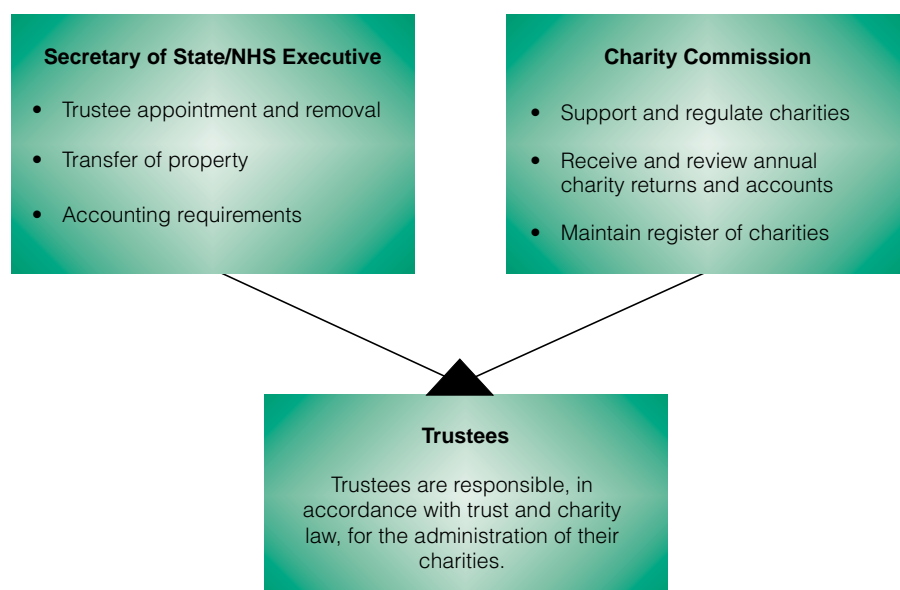 Secretary of State/NHS Executive
• Trustee appointment and removal
• Transfer of property
• Accounting requirements
Charity Commission
• Support and regulate charities
• Receive and review annual
charity returns and accounts
• Maintain register of charities
Trustees
Trustees are responsible, in
accordance with trust and charity
law, for the administration of their
charities.